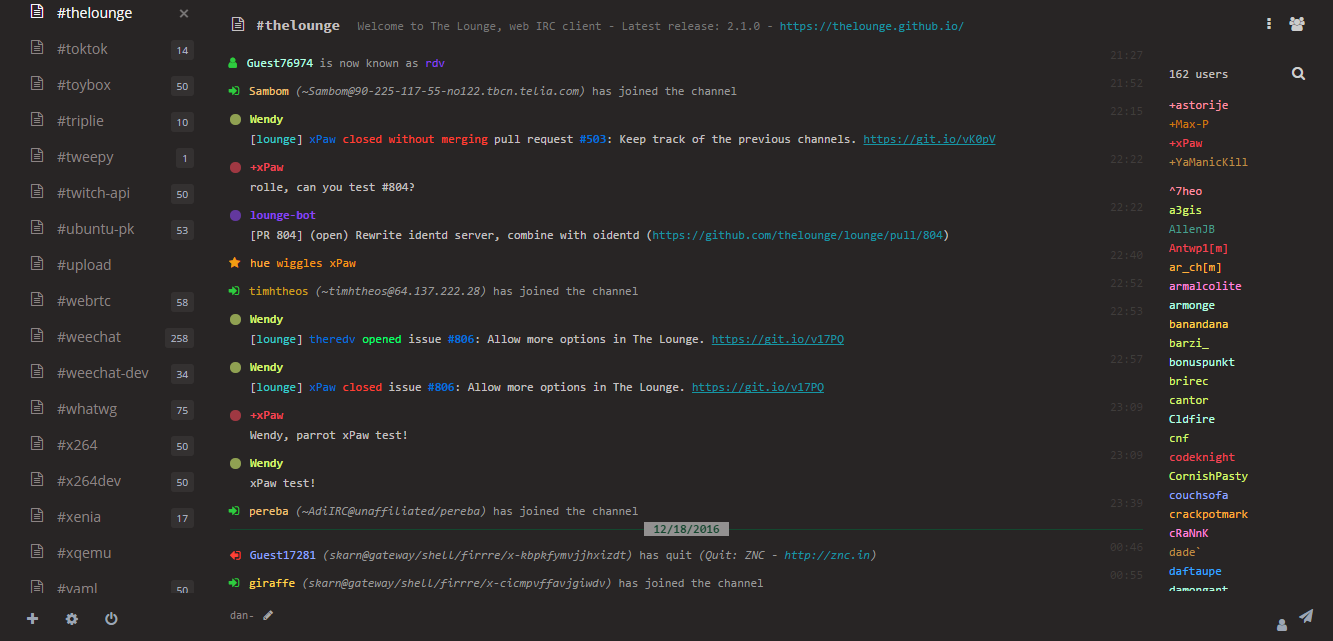 #thelounge ×
#toktok 14
#toybox 50
#triplie 10
#tweepy 1
#twitch-api 50
#ubuntu-pk 53
#upload
#webrtc 58
#weechat 258
#weechat-dev 34
#whatwg 75
#x264 50
#x264dev 50
#xenia 17
#xqemu
#yaml 50
#thelounge Welcome to The Lounge, web IRC client - Latest release: 2.1.0 - https://thelounge.github.io/
Guest76974 is now known as rdv 21:27
Sambom (~Sambom@90-225-117-55-no122.tbcn.telia.com) has joined the channel 21:52
Wendy 22:15
[lounge] xPaw closed without merging pull request #503: Keep track of the previous channels. https://git.io/vK0pV
+xPaw 22:22
rolle, can you test #804?
lounge-bot 22:22
[PR 804] (open) Rewrite identd server, combine with oidentd (https://github.com/thelounge/lounge/pull/804)
hue wiggles xPaw 22:40
timhtheos (~timhtheos@64.137.222.28) has joined the channel 22:52
Wendy 22:53
[lounge] theredv opened issue #806: Allow more options in The Lounge. https://git.io/v17PQ
Wendy 22:57
[lounge] xPaw closed issue #806: Allow more options in The Lounge. https://git.io/v17PQ
+xPaw 23:09
Wendy, parrot xPaw test!
Wendy 23:09
xPaw test!
pereba (~AdiIRC@unaffiliated/pereba) has joined the channel 23:39
12/18/2016
Guest17281 (skarn@gateway/shell/firrre/x-kbpkfymvjjhxizdt) has quit (Quit: ZNC - http://znc.in) 00:46
giraffe (skarn@gateway/shell/firrre/x-cicmpvffavjgiwdv) has joined the channel 00:55
dan-
162 users
+astorije
+Max-P
+xPaw
+YaManicKill
^7heo
a3gis
AllenJB
Antwp1[m]
ar_ch[m]
armalcolite
armonge
banandana
barzi_
bonuspunkt
brirec
cantor
Cldfire
cnf
codeknight
CornishPasty
couchsofa
crackpotmark
cRaNnK
dade`
daftaupe
damongant